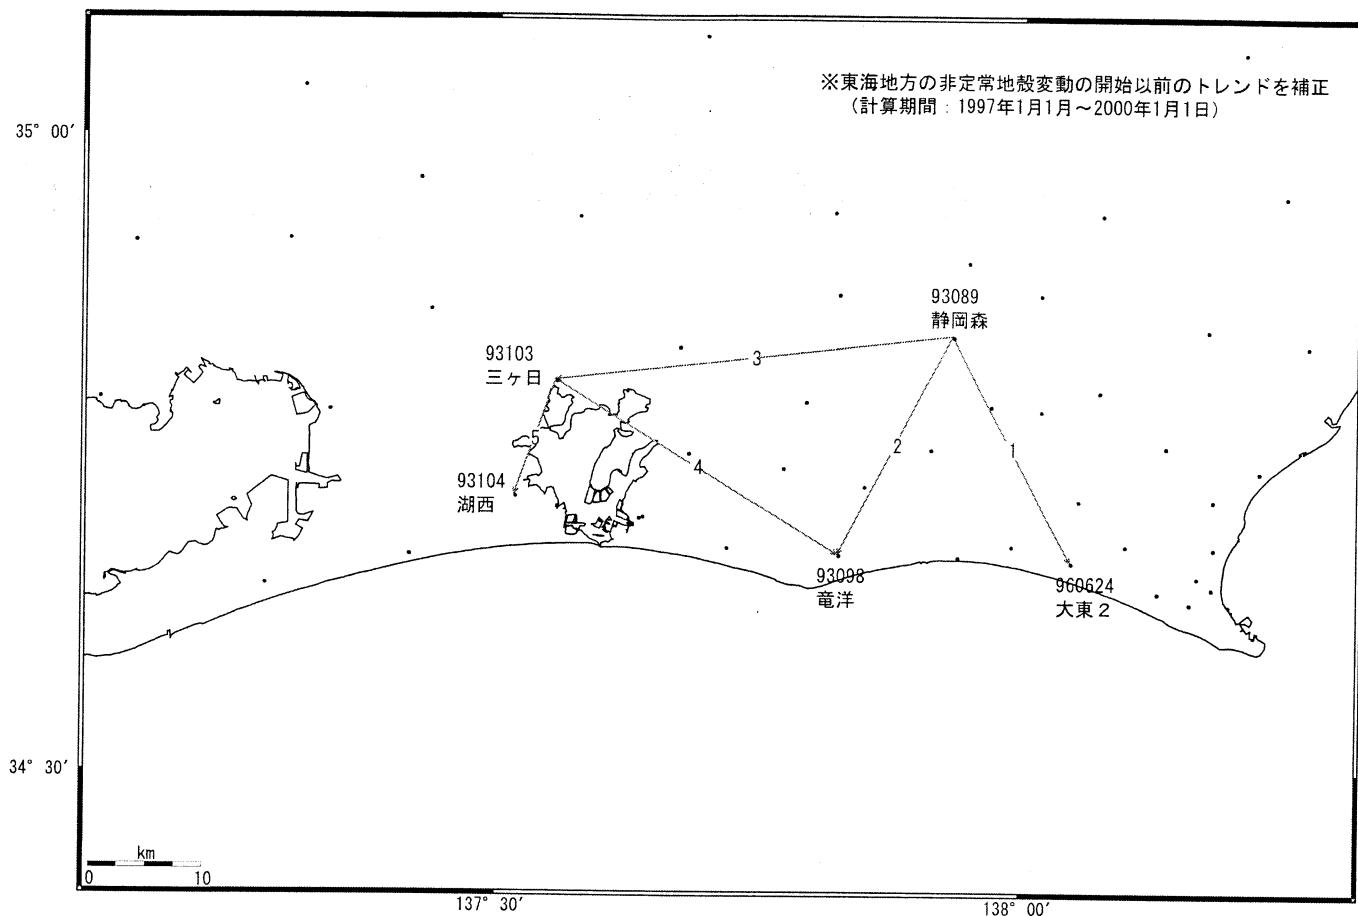 ※東海地方の非定常地殻変動の開始以前のトレンドを補正
（計算期間：1997年1月1月～2000年1月1日）
35° 00′
93089
静岡森
93103
三ヶ日
3
5
4
2
1
93104
湖西
93098
竜洋
960624
大東２
34° 30′
km
0 10
137° 30′
138° 00′